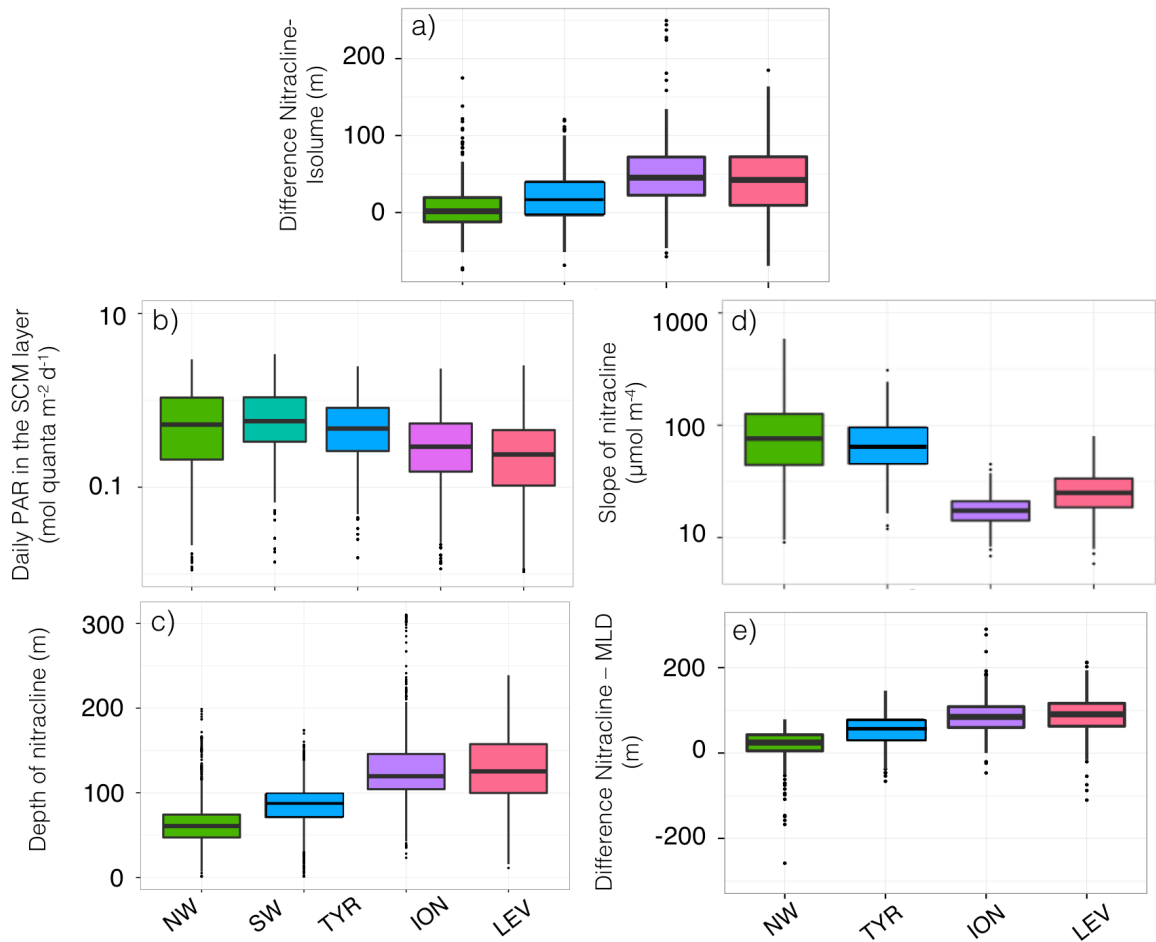 a)
Difference Nitracline-
Isolume (m)
200
100
0
b)
Daily PAR in the SCM layer
(mol quanta m⁻² d⁻¹)
10
0.1
d)
Slope of nitracline
(µmol m⁻⁴)
1000
100
10
c)
Depth of nitracline (m)
300
200
100
0
NW SW TYR ION LEV
e)
Difference Nitracline – MLD
(m)
200
0
-200
NW TYR ION LEV